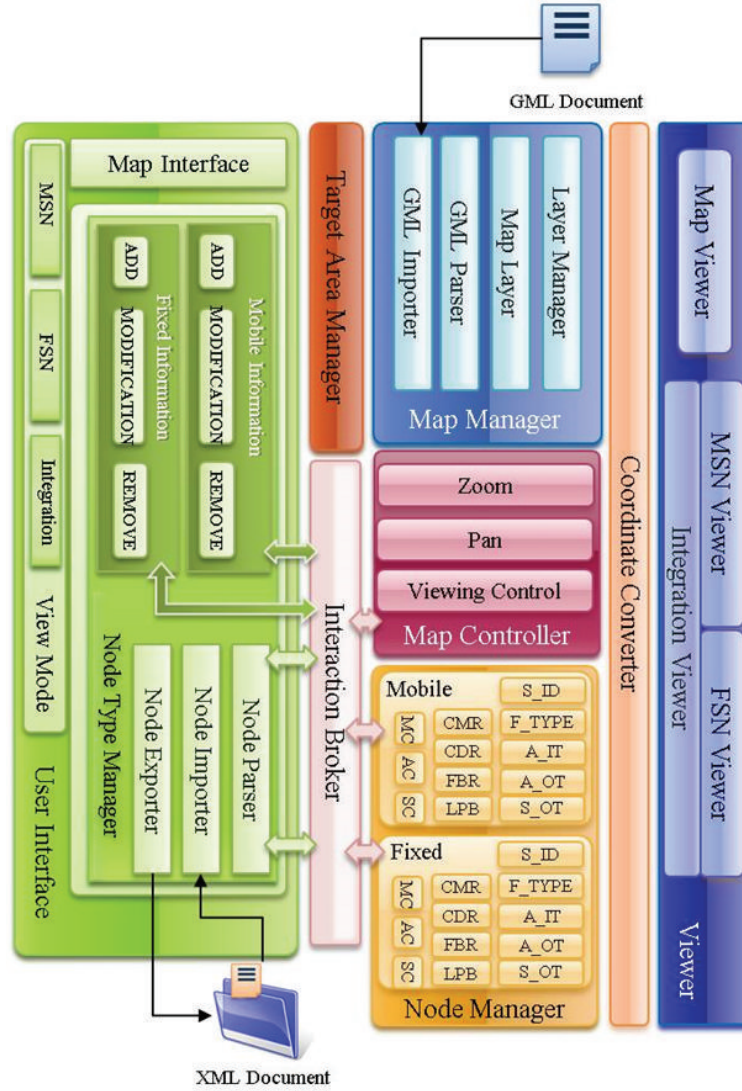 GML Document
MSN
FSN
Integration
View Mode
User Interface
Map Interface
ADD
MODIFICATION
REMOVE
Fixed Information
ADD
MODIFICATION
REMOVE
Mobile Information
Node Type Manager
Node Exporter
Node Importer
Node Parser
Target Area Manager
Interaction Broker
GML Importer
GML Parser
Map Layer
Layer Manager
Map Manager
Zoom
Pan
Viewing Control
Map Controller
Mobile
S_ID
MC
CMR
F_TYPE
AC
CDR
A_IT
FBR
A_OT
SC
LPB
S_OT
Fixed
S_ID
MC
CMR
F_TYPE
AC
CDR
A_IT
FBR
A_OT
SC
LPB
S_OT
Node Manager
Coordinate Converter
Map Viewer
MSN Viewer
FSN Viewer
Integration Viewer
Viewer
XML Document